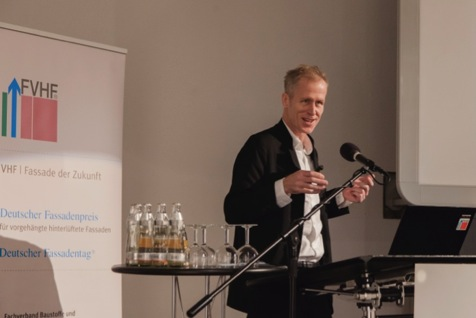 FVHF
VHF | Fassade der Zukunft
Deutscher Fassadenpreis
für vorgehängte hinterlüftete Fassaden
Deutscher Fassadentag
Fachverband Baustoffe und